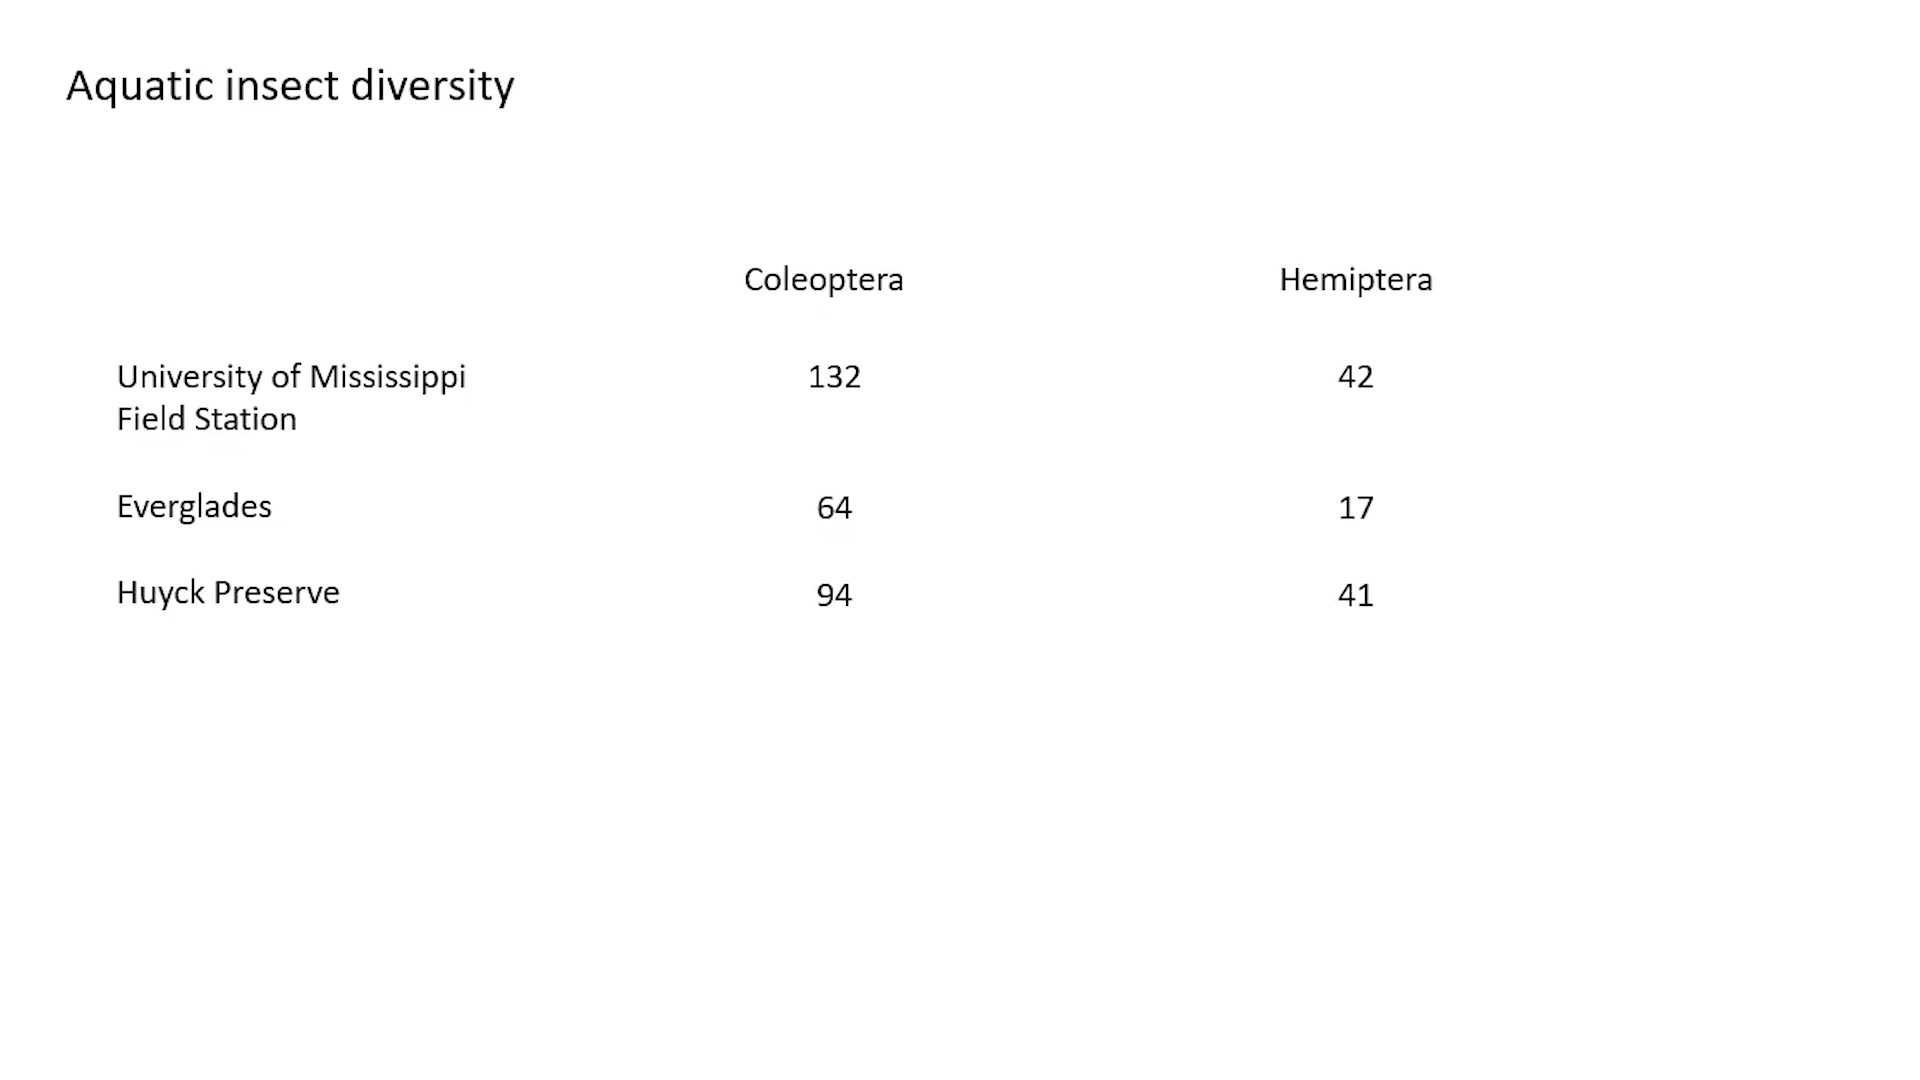 Aquatic insect diversity
Coleoptera Hemiptera
University of Mississippi 132 42
Field Station
Everglades 64 17
Huyck Preserve 94 41